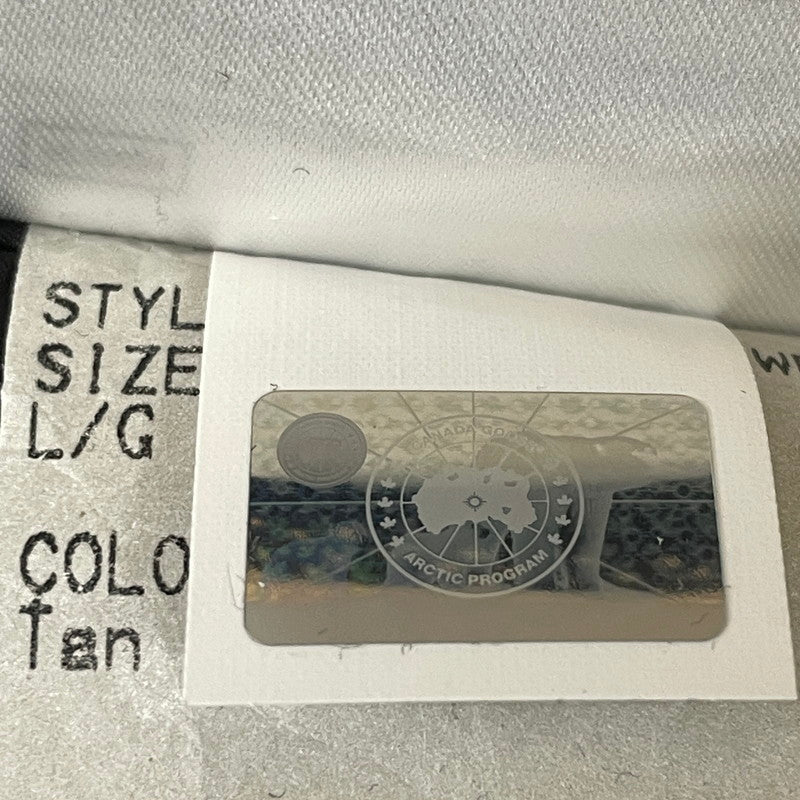 STYL
SIZE
L/G
COLO
Tan
CANADA GOOSE
ARCTIC PROGRAM